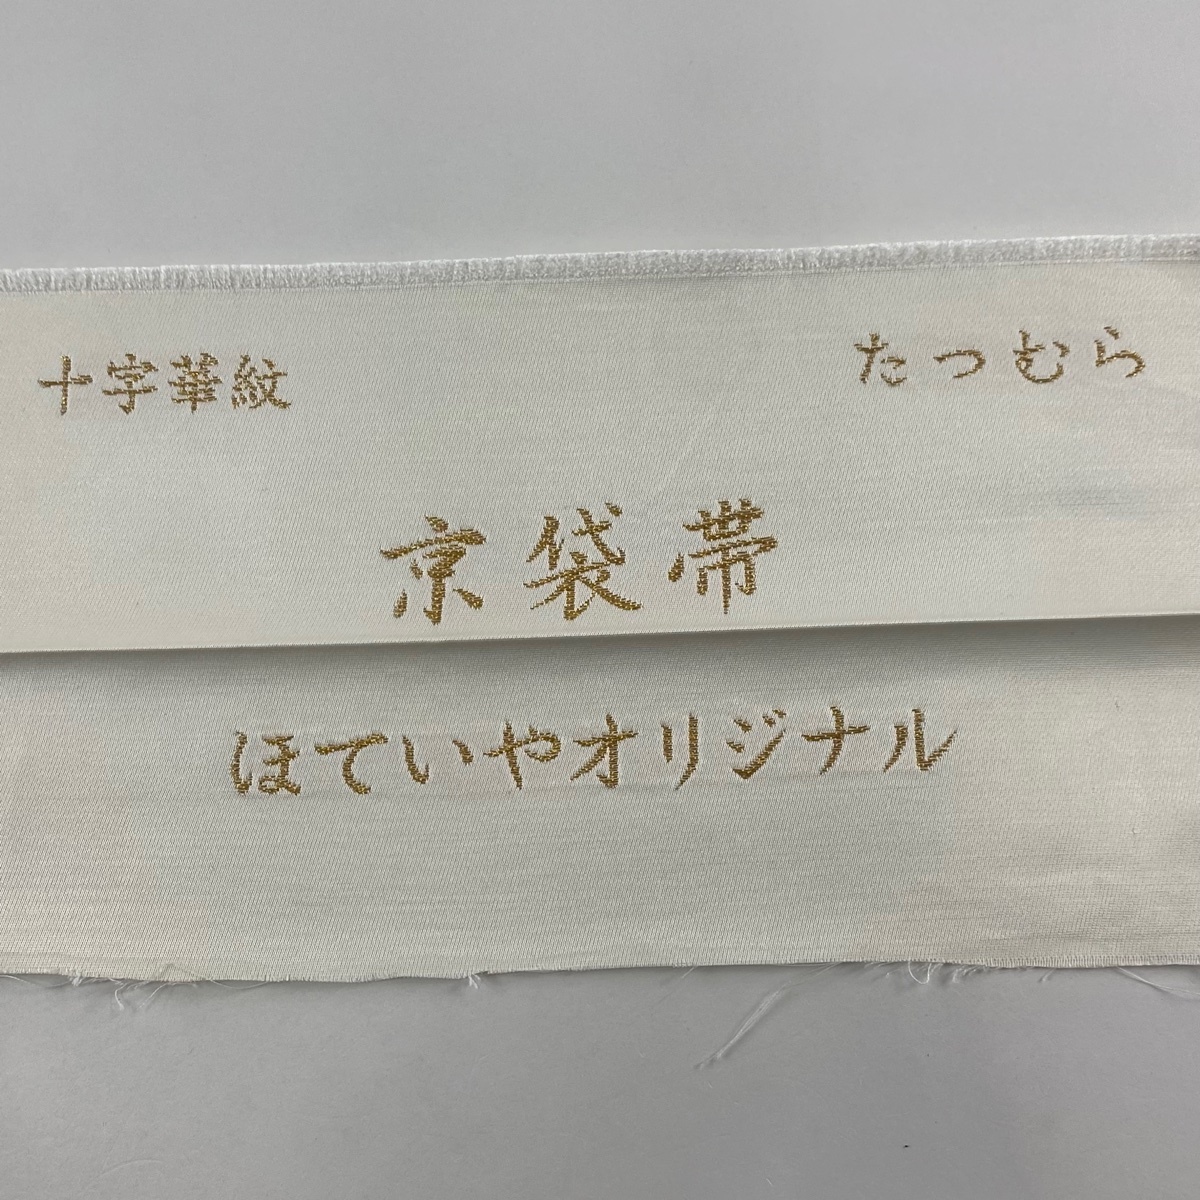 十字華紋
たつむら
京袋帯
ほていやオリジナル